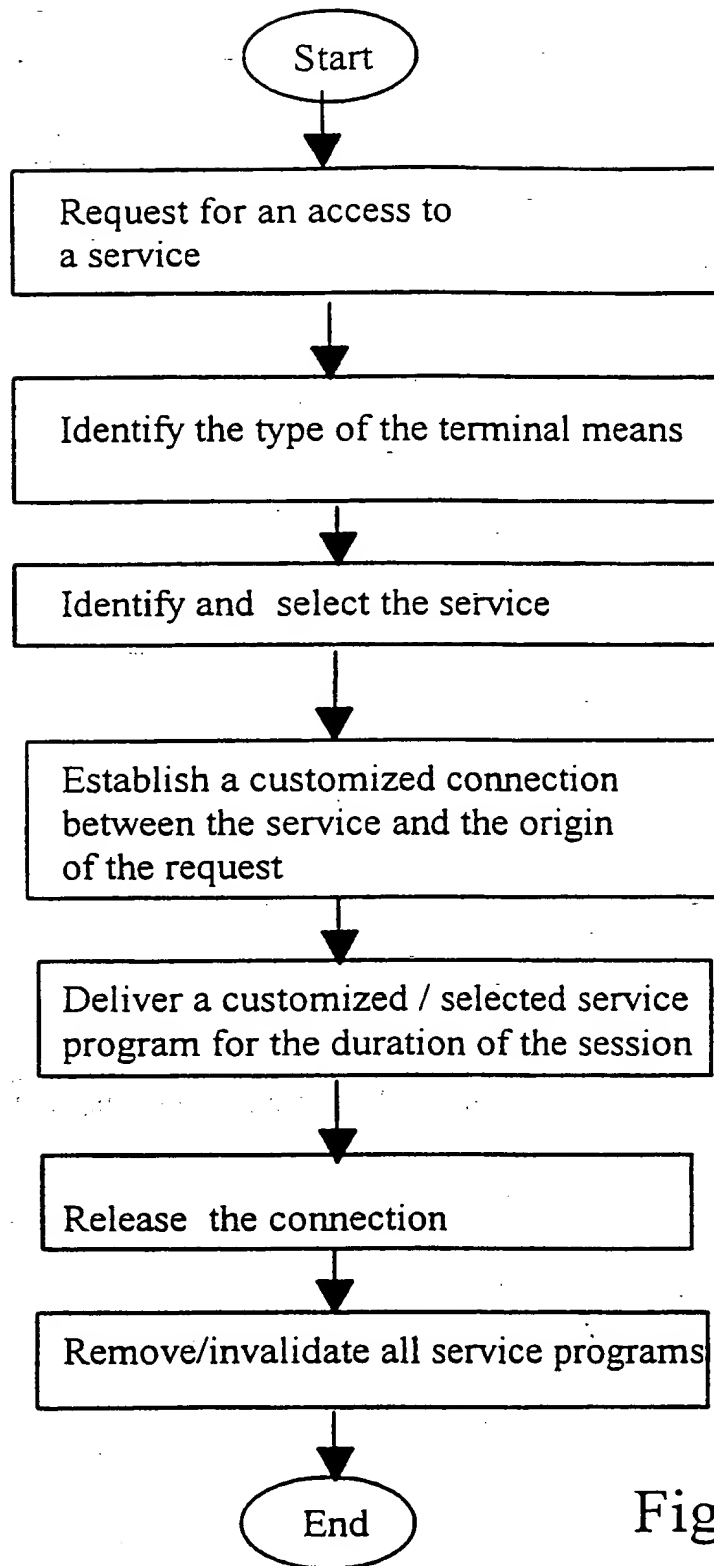 Start
Request for an access to
a service
Identify the type of the terminal means
Identify and select the service
Establish a customized connection
between the service and the origin
of the request
Deliver a customized / selected service
program for the duration of the session
Release the connection
Remove/invalidate all service programs
End
Fig